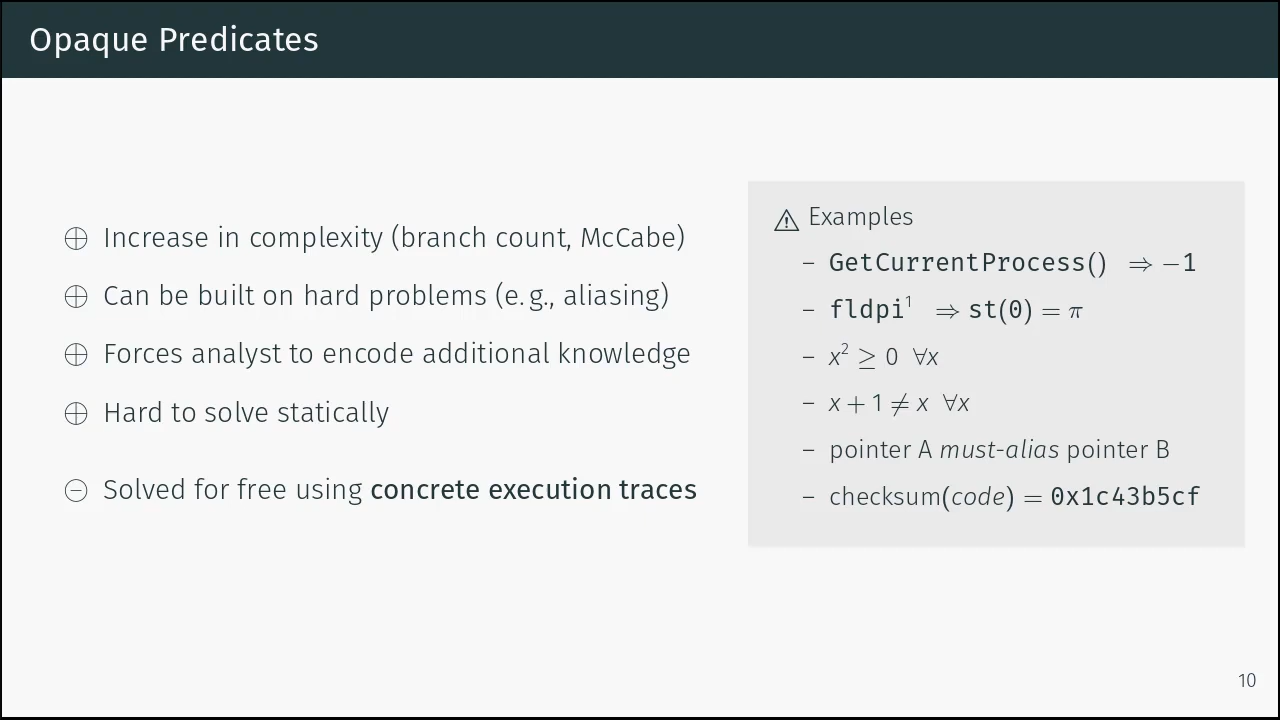 Opaque Predicates
⊕ Increase in complexity (branch count, McCabe)
⊕ Can be built on hard problems (e. g., aliasing)
⊕ Forces analyst to encode additional knowledge
⊕ Hard to solve statically
⊖ Solved for free using concrete execution traces
⚠ Examples
– GetCurrentProcess() ⇒ −1
– fldpi¹ ⇒ st(0) = π
– x² ≥ 0 ∀x
– x + 1 ≠ x ∀x
– pointer A must-alias pointer B
– checksum(code) = 0x1c43b5cf
10